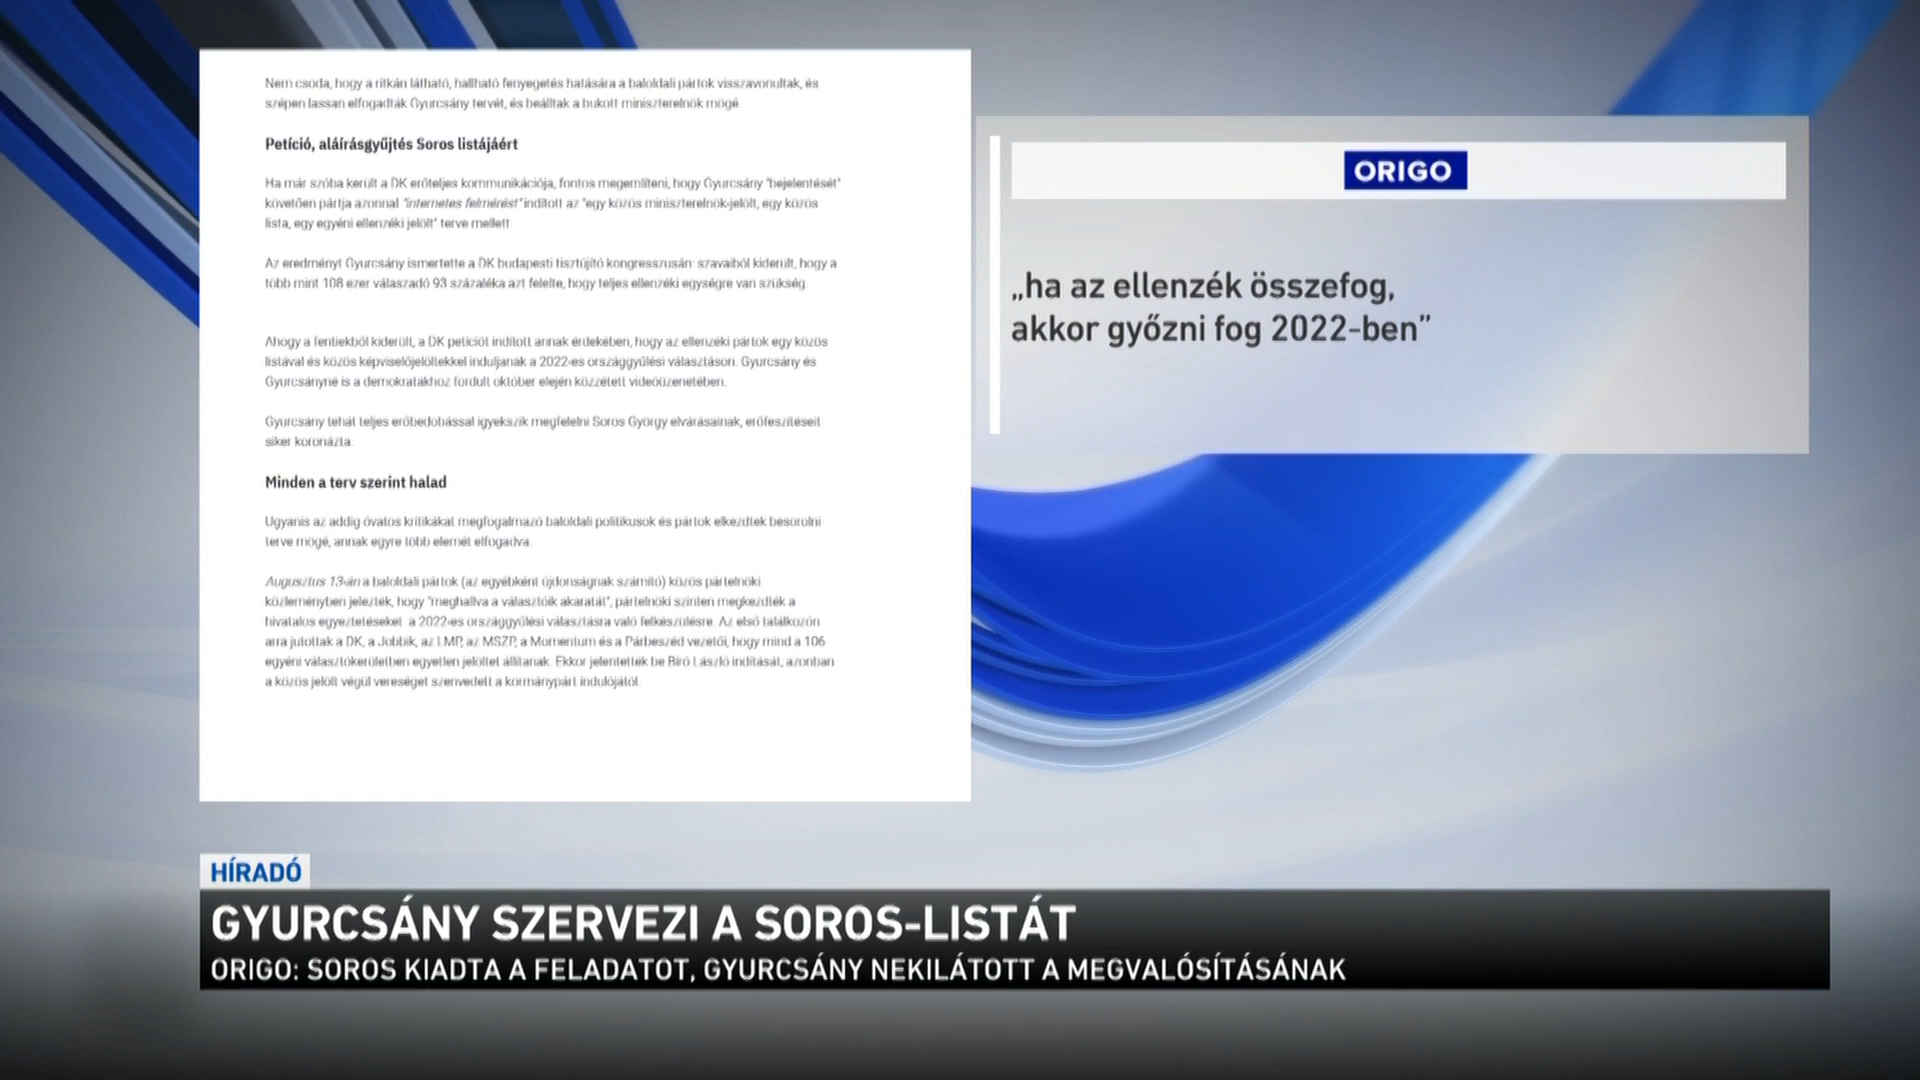 Nem csoda, hogy a ritkán látható, hallható fenyegetés hatására a baloldali pártok visszavonultak, és
szépen lassan elfogadták Gyurcsány tervét, és beálltak a bukott miniszterelnök mögé.
Petíció, aláírásgyűjtés Soros listájáért
Ha már szóba került a DK erőteljes kommunikációja, fontos megemlíteni, hogy Gyurcsány "bejelentését"
követően pártja azonnal "internetes felmérést" indított az "egy közös miniszterelnök-jelölt, egy közös
lista, egy egyéni ellenzéki jelölt" terve mellett.
Az eredményt Gyurcsány ismertette a DK budapesti tisztújító kongresszusán: szavaiból kiderült, hogy a
több mint 108 ezer válaszadó 93 százaléka azt felelte, hogy teljes ellenzéki egységre van szükség.
Ahogy a fentiekből kiderült, a DK petíciót indított annak érdekében, hogy az ellenzéki pártok egy közös
listával és közös képviselőjelöltekkel induljanak a 2022-es országgyűlési választáson. Gyurcsány és
Gyurcsányné is a demokratákhoz fordult október elején közzétett videóüzenetében.
Gyurcsány tehát teljes erőbedobással igyekszik megfelelni Soros György elvárásainak, erőfeszítéseit
siker koronázta.
Minden a terv szerint halad
Ugyanis az addig óvatos kritikákat megfogalmazó baloldali politikusok és pártok elkezdtek besorolni
terve mögé, annak egyre több elemét elfogadva.
Augusztus 13-án a baloldali pártok (az egyébként újdonságnak számító) közös pártelnöki
közleményben jelezték, hogy "meghallva a választóik akaratát", pártelnöki szinten megkezdték a
hivatalos egyeztetéseket a 2022-es országgyűlési választásra való felkészülésre. Az első találkozón
arra jutottak a DK, a Jobbik, az LMP, az MSZP, a Momentum és a Párbeszéd vezetői, hogy mind a 106
egyéni választókerületben egyetlen jelöltet állítanak. Ekkor jelentették be Bíró László indítását, azonban
a közös jelölt végül vereséget szenvedett a kormánypárt indulójától.
ORIGO
„ha az ellenzék összefog,
akkor győzni fog 2022-ben”
HÍRADÓ
GYURCSÁNY SZERVEZI A SOROS-LISTÁT
ORIGO: SOROS KIADTA A FELADATOT, GYURCSÁNY NEKILÁTOTT A MEGVALÓSÍTÁSÁNAK